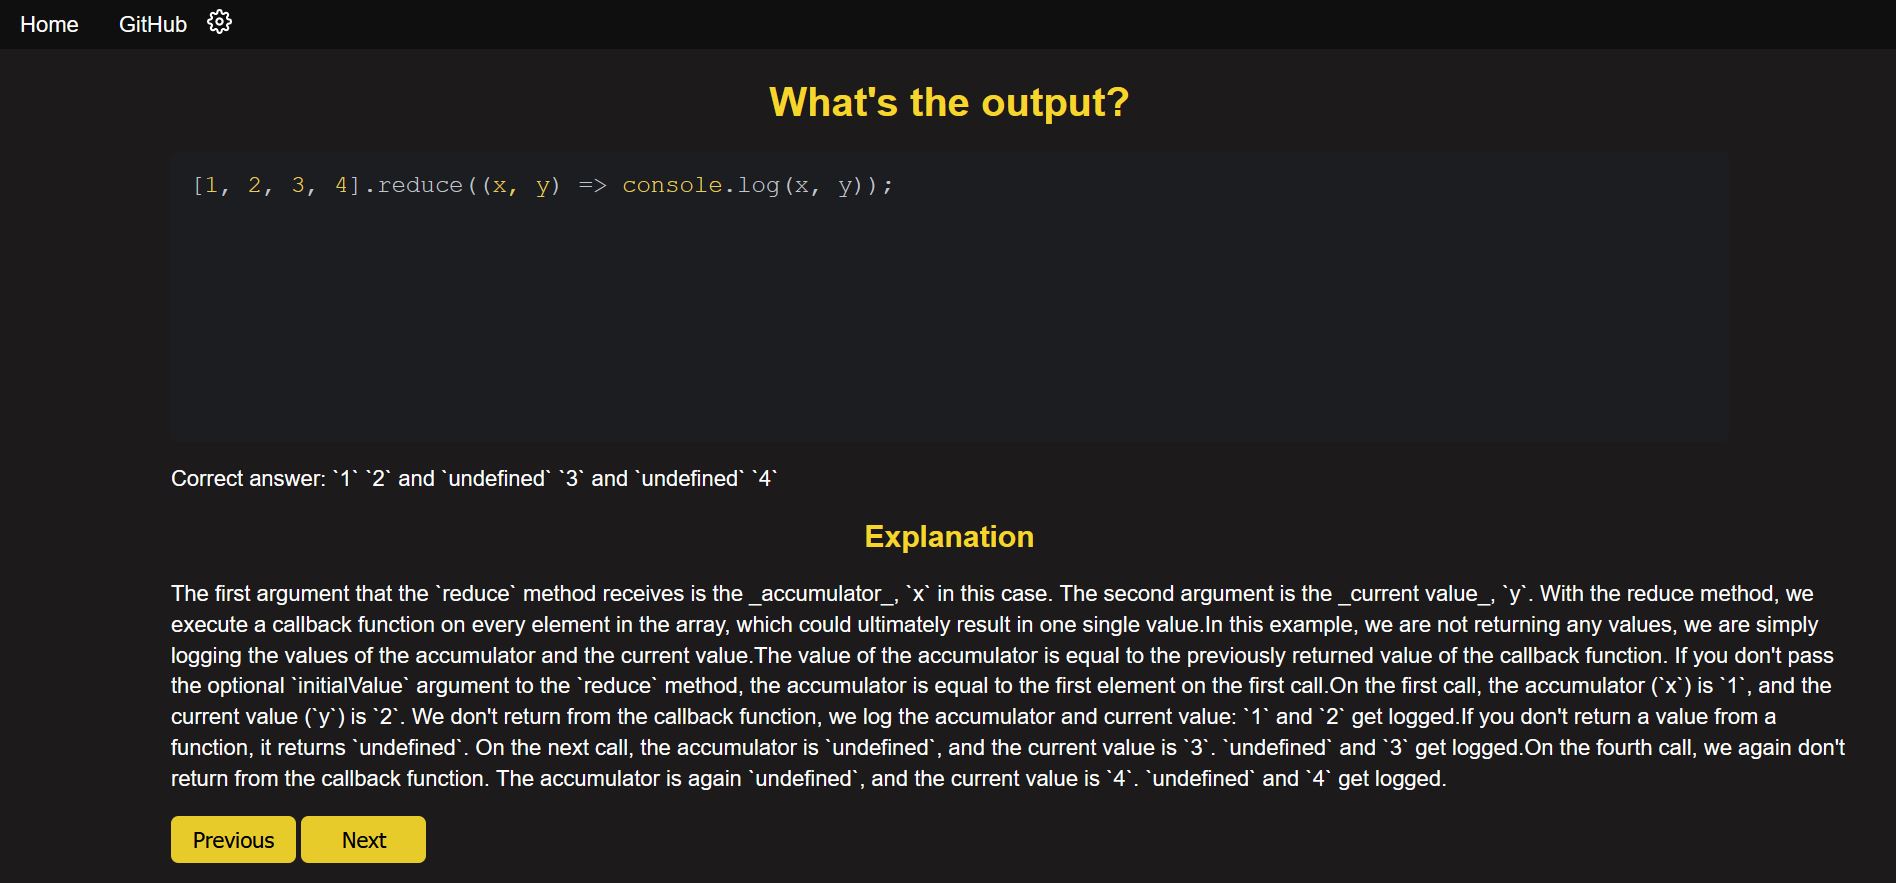 Home GitHub
What's the output?
[1, 2, 3, 4].reduce((x, y) => console.log(x, y));
Correct answer: `1` `2` and `undefined` `3` and `undefined` `4`
Explanation
The first argument that the `reduce` method receives is the _accumulator_, `x` in this case. The second argument is the _current value_, `y`. With the reduce method, we
execute a callback function on every element in the array, which could ultimately result in one single value.In this example, we are not returning any values, we are simply
logging the values of the accumulator and the current value.The value of the accumulator is equal to the previously returned value of the callback function. If you don't pass
the optional `initialValue` argument to the `reduce` method, the accumulator is equal to the first element on the first call.On the first call, the accumulator (`x`) is `1`, and the
current value (`y`) is `2`. We don't return from the callback function, we log the accumulator and current value: `1` and `2` get logged.If you don't return a value from a
function, it returns `undefined`. On the next call, the accumulator is `undefined`, and the current value is `3`. `undefined` and `3` get logged.On the fourth call, we again don't
return from the callback function. The accumulator is again `undefined`, and the current value is `4`. `undefined` and `4` get logged.
Previous Next